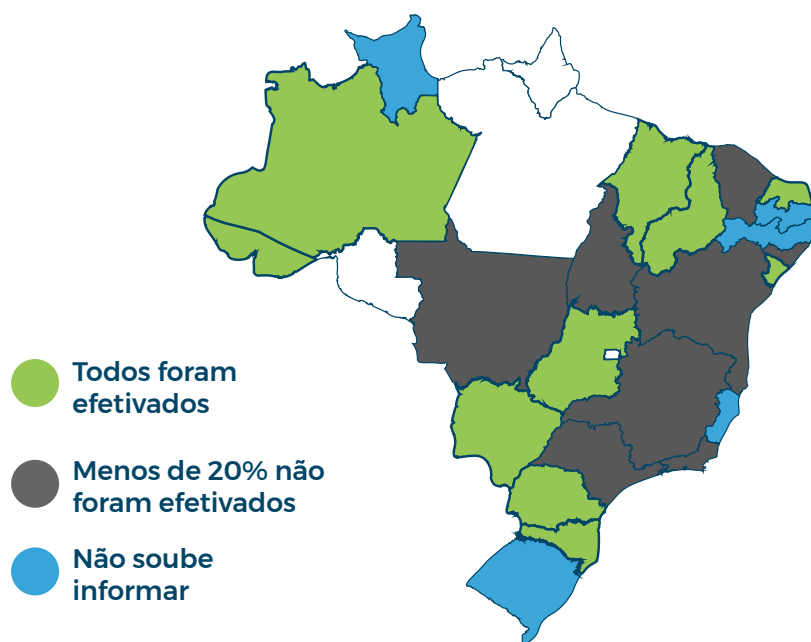 Todos foram
efetivados
Menos de 20% não
foram efetivados
Não soube
informar